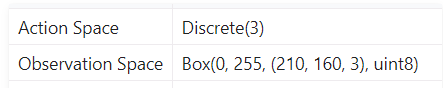 Action Space Discrete(3)
Observation Space Box(0, 255, (210, 160, 3), uint8)